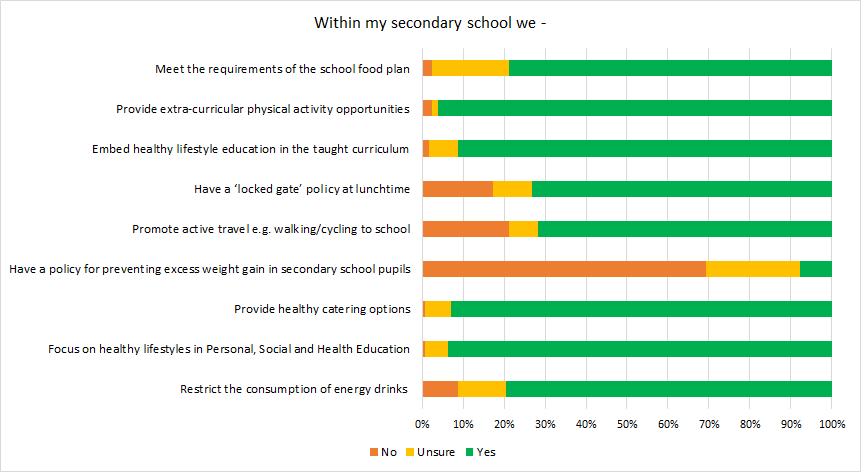 Within my secondary school we -
Meet the requirements of the school food plan
Provide extra-curricular physical activity opportunities
Embed healthy lifestyle education in the taught curriculum
Have a ‘locked gate’ policy at lunchtime
Promote active travel e.g. walking/cycling to school
Have a policy for preventing excess weight gain in secondary school pupils
Provide healthy catering options
Focus on healthy lifestyles in Personal, Social and Health Education
Restrict the consumption of energy drinks
0% 10% 20% 30% 40% 50% 60% 70% 80% 90% 100%
No Unsure Yes